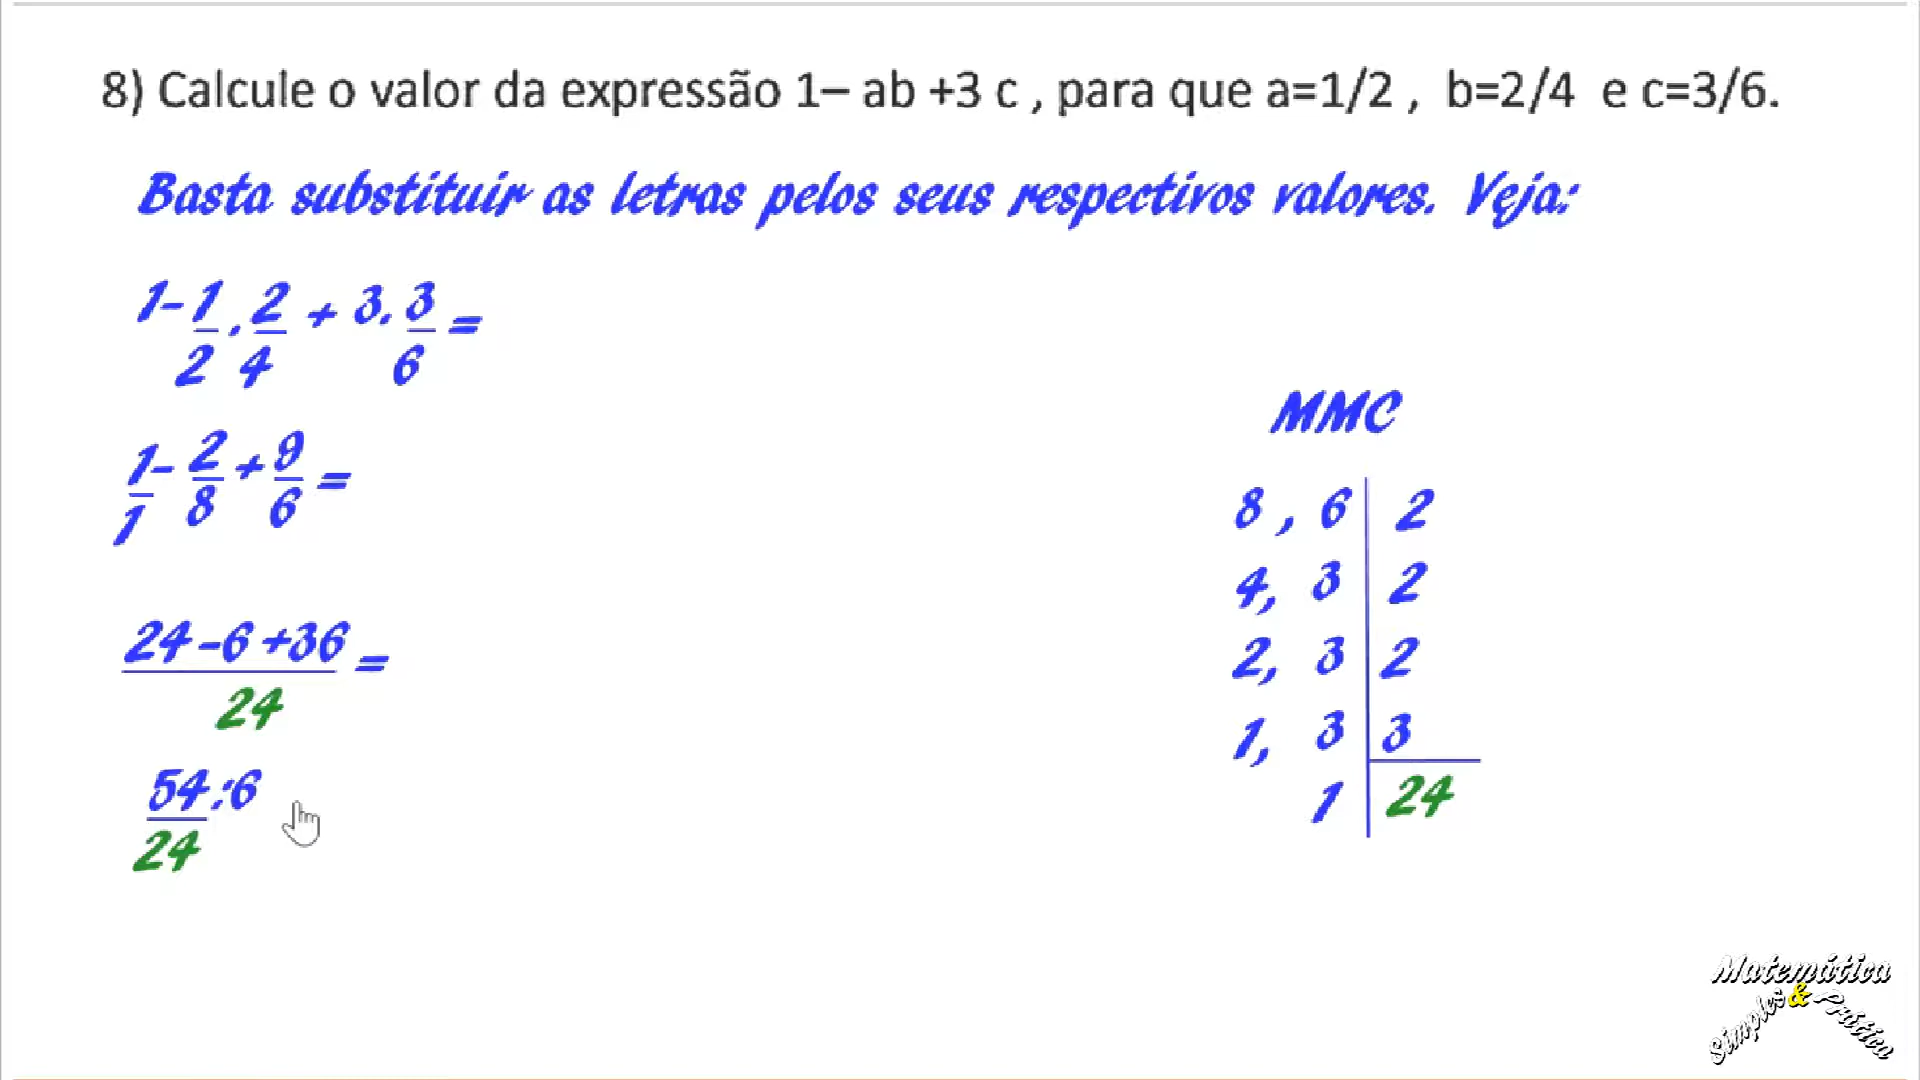 8) Calcule o valor da expressão 1– ab +3 c , para que a=1/2 , b=2/4 e c=3/6.
Basta substituir as letras pelos seus respectivos valores. Veja:
1- 1/2 . 2/4 + 3. 3/6 =
1/1 - 2/8 + 9/6 =
24-6+36 =
24
54 :6
24
MMC
8 , 6 | 2
4, 3 | 2
2, 3 | 2
1, 3 | 3
1 | 24
Matemática
Simples & Prática